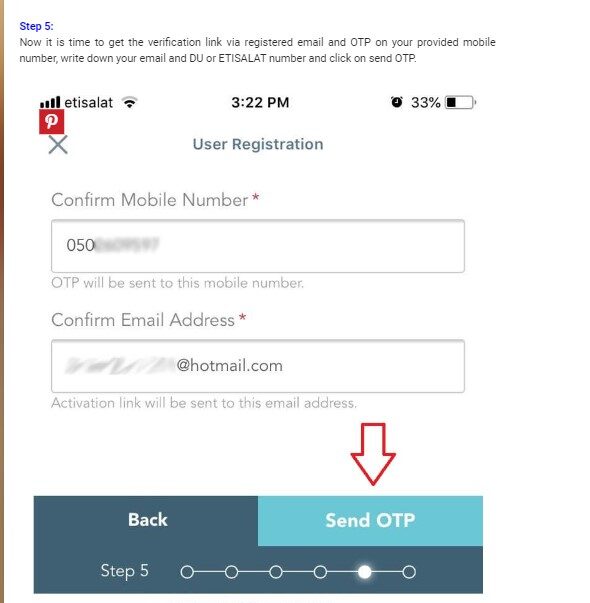 Step 5:
Now it is time to get the verification link via registered email and OTP on your provided mobile
number, write down your email and DU or ETISALAT number and click on send OTP.
etisalat 3:22 PM 33%
User Registration
Confirm Mobile Number *
050
OTP will be sent to this mobile number.
Confirm Email Address *
@hotmail.com
Activation link will be sent to this email address.
Back Send OTP
Step 5